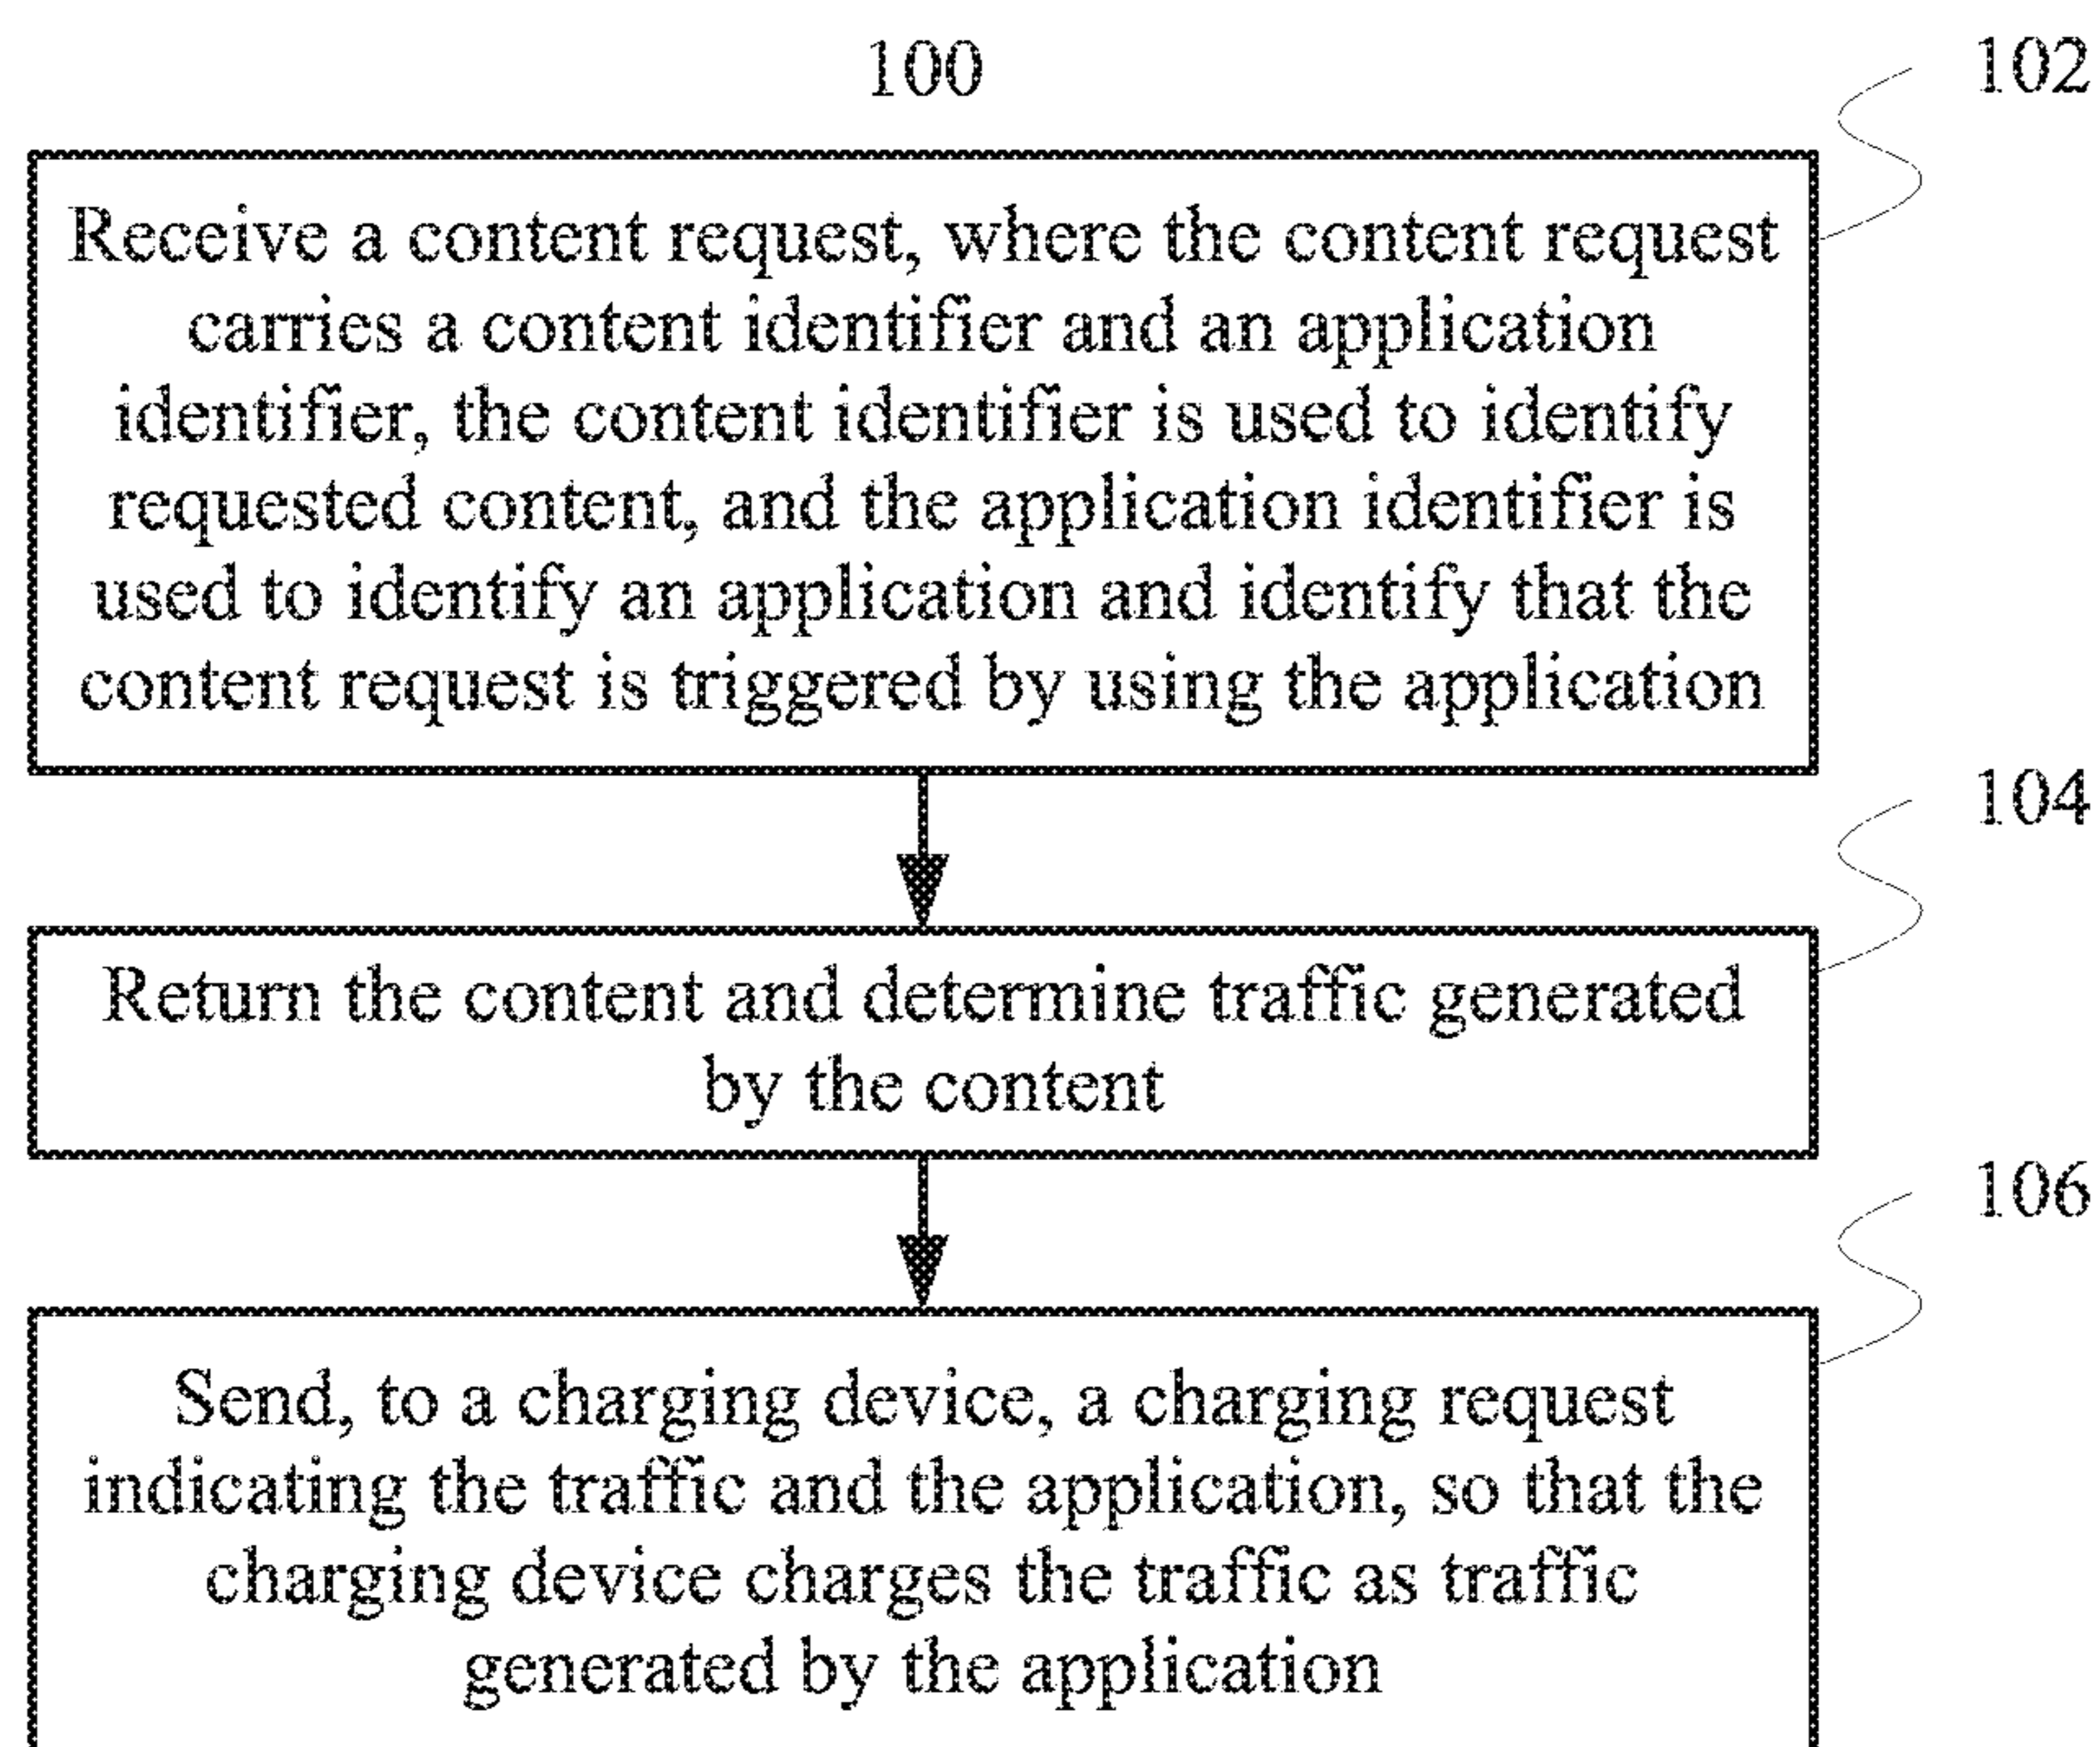 100
102
Receive a content request, where the content request
carries a content identifier and an application
identifier, the content identifier is used to identify
requested content, and the application identifier is
used to identify an application and identify that the
content request is triggered by using the application
104
Return the content and determine traffic generated
by the content
106
Send, to a charging device, a charging request
indicating the traffic and the application, so that the
charging device charges the traffic as traffic
generated by the application